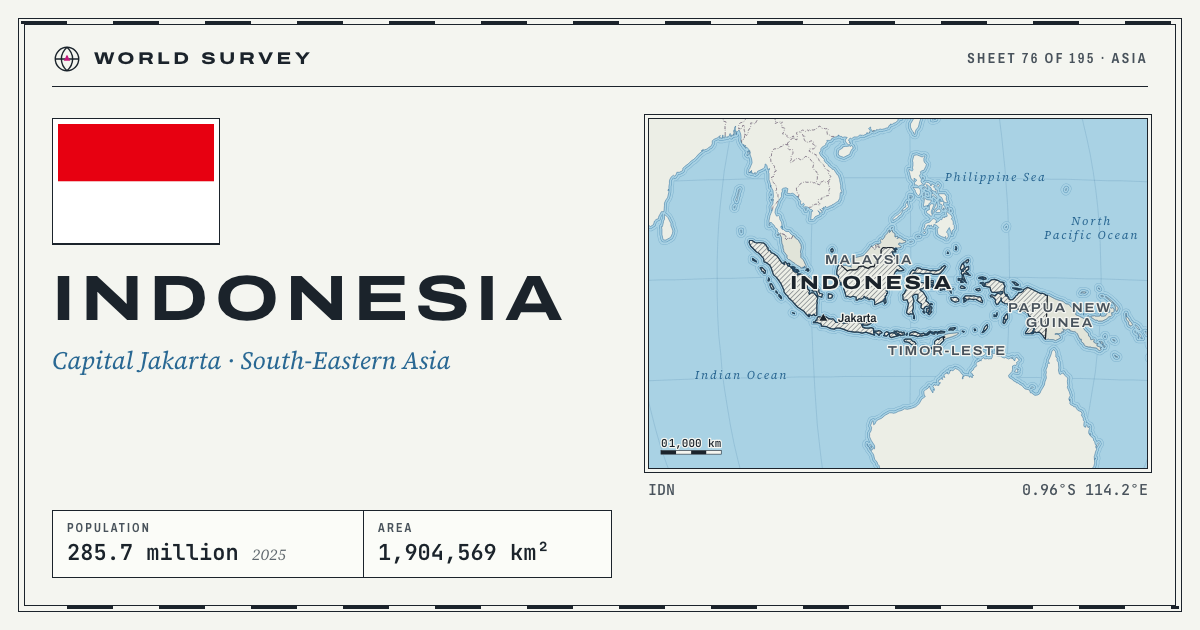 WORLD SURVEY
SHEET 76 OF 195 · ASIA
INDONESIA
Capital Jakarta · South-Eastern Asia
POPULATION
285.7 million 2025
AREA
1,904,569 km²
Philippine Sea
North
Pacific Ocean
MALAYSIA
INDONESIA
PAPUA NEW
GUINEA
Jakarta
TIMOR-LESTE
Indian Ocean
01,000 km
IDN
0.96°S 114.2°E